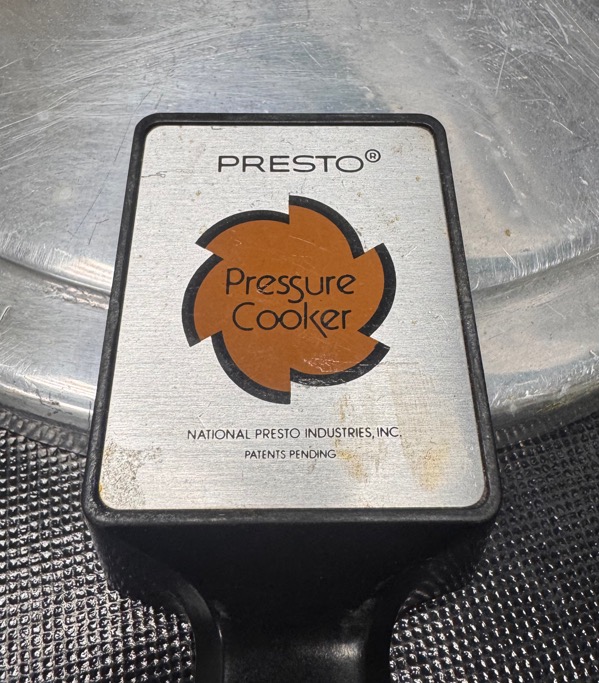 PRESTO®
Pressure
Cooker
NATIONAL PRESTO INDUSTRIES, INC.
PATENTS PENDING